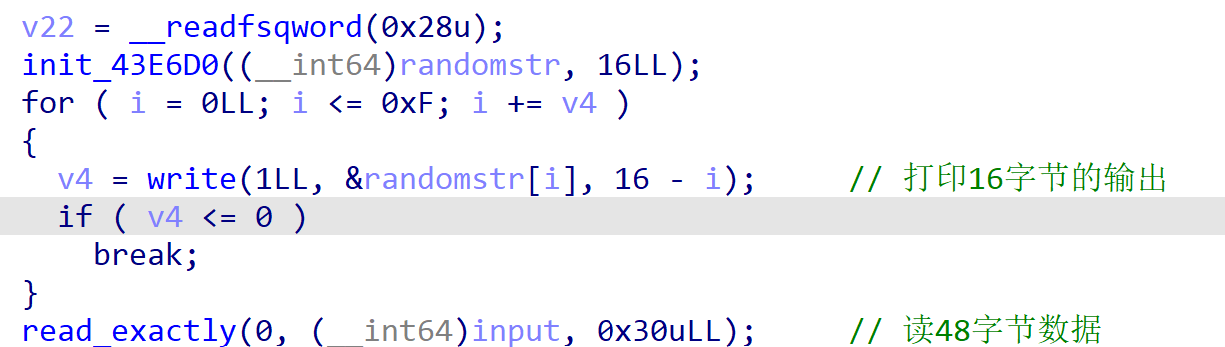 v22 = __readfsqword(0x28u);
init_43E6D0((__int64)randomstr, 16LL);
for ( i = 0LL; i <= 0xF; i += v4 )
{
  v4 = write(1LL, &randomstr[i], 16 - i);      // 打印16字节的输出
  if ( v4 <= 0 )
    break;
}
read_exactly(0, (__int64)input, 0x30uLL);      // 读48字节数据